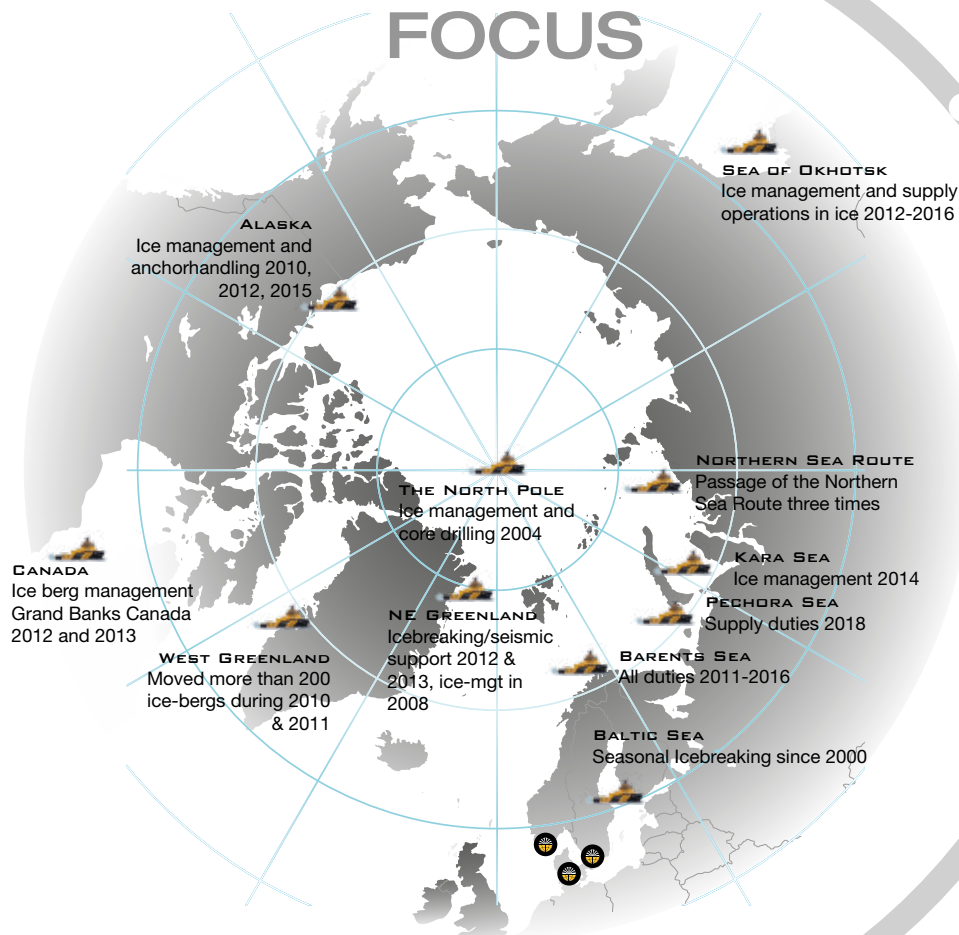 FOCUS
SEA OF OKHOTSK
Ice management and supply
operations in ice 2012-2016
ALASKA
Ice management and
anchorhandling 2010,
2012, 2015
NORTHERN SEA ROUTE
Passage of the Northern
Sea Route three times
THE NORTH POLE
Ice management and
core drilling 2004
KARA SEA
Ice management 2014
CANADA
Ice berg management
Grand Banks Canada
2012 and 2013
PECHORA SEA
Supply duties 2018
NE GREENLAND
Icebreaking/seismic
support 2012 &
2013, ice-mgt in
2008
WEST GREENLAND
Moved more than 200
ice-bergs during 2010
& 2011
BARENTS SEA
All duties 2011-2016
BALTIC SEA
Seasonal Icebreaking since 2000